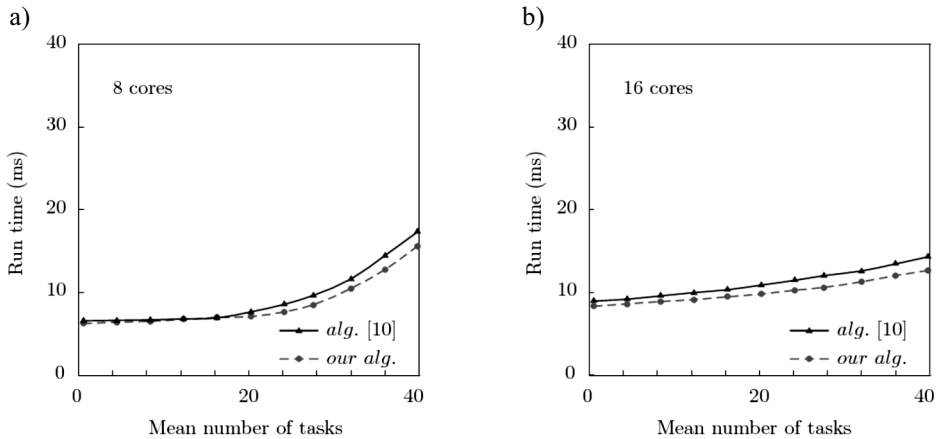 a)
40
30
20
10
0
Run time (ms)
8 cores
alg. [10]
our alg.
0
20
40
Mean number of tasks
b)
40
30
20
10
0
Run time (ms)
16 cores
alg. [10]
our alg.
0
20
40
Mean number of tasks